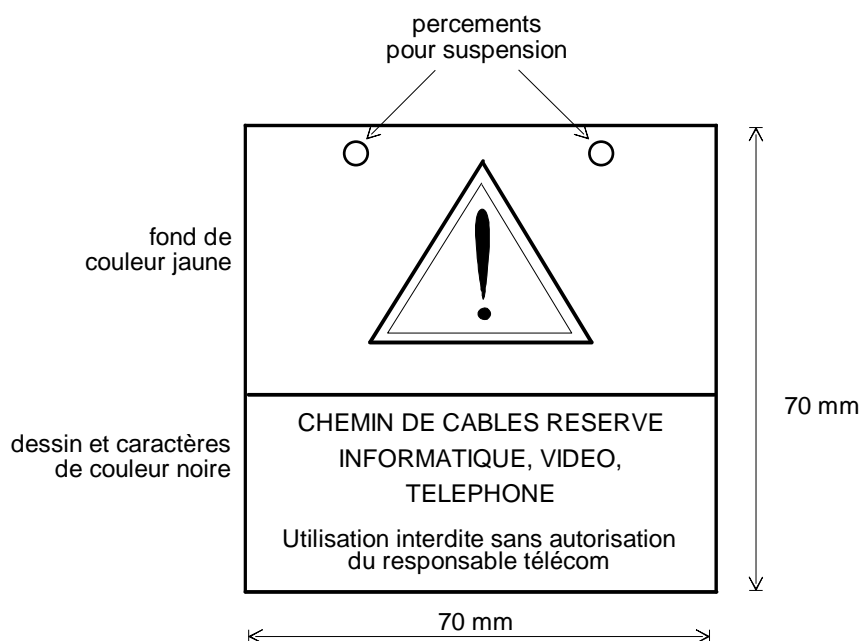 percements
pour suspension
fond de
couleur jaune
dessin et caractères
de couleur noire
CHEMIN DE CABLES RESERVE
INFORMATIQUE, VIDEO,
TELEPHONE
Utilisation interdite sans autorisation
du responsable télécom
70 mm
70 mm